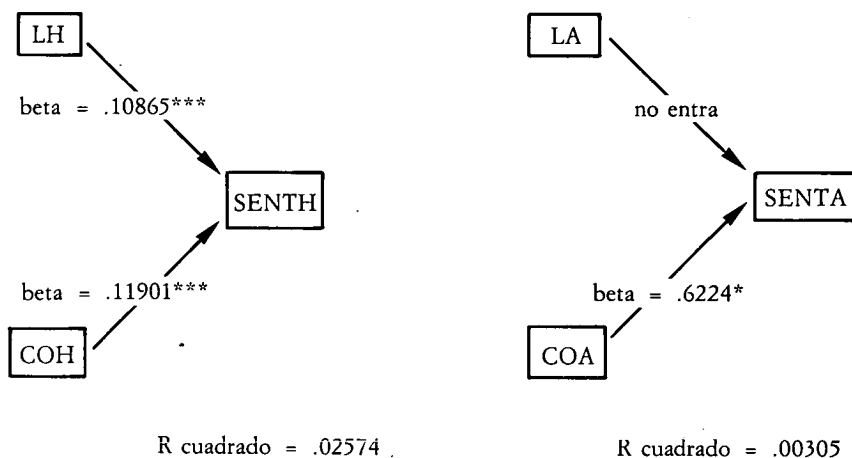 LH
beta = .10865***
SENTH
beta = .11901***
COH
R cuadrado = .02574
LA
no entra
SENTA
beta = .6224*
COA
R cuadrado = .00305